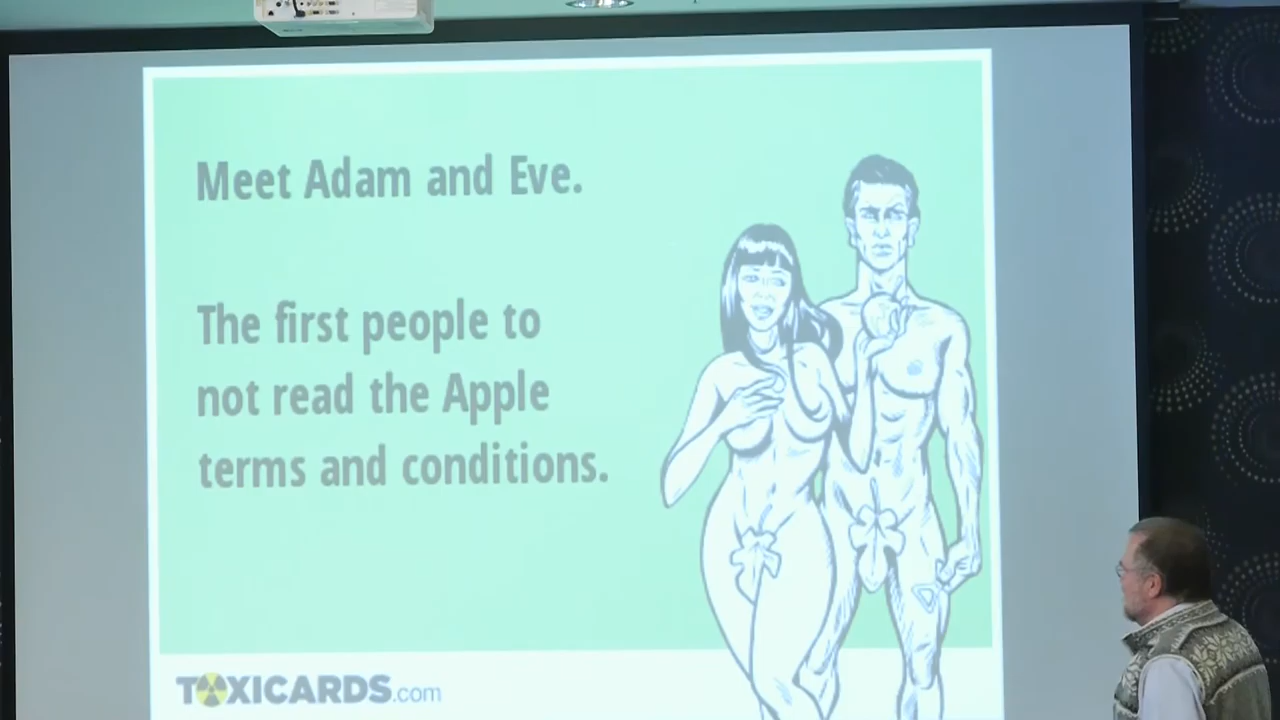 Meet Adam and Eve.
The first people to
not read the Apple
terms and conditions.
TOXICARDS.com